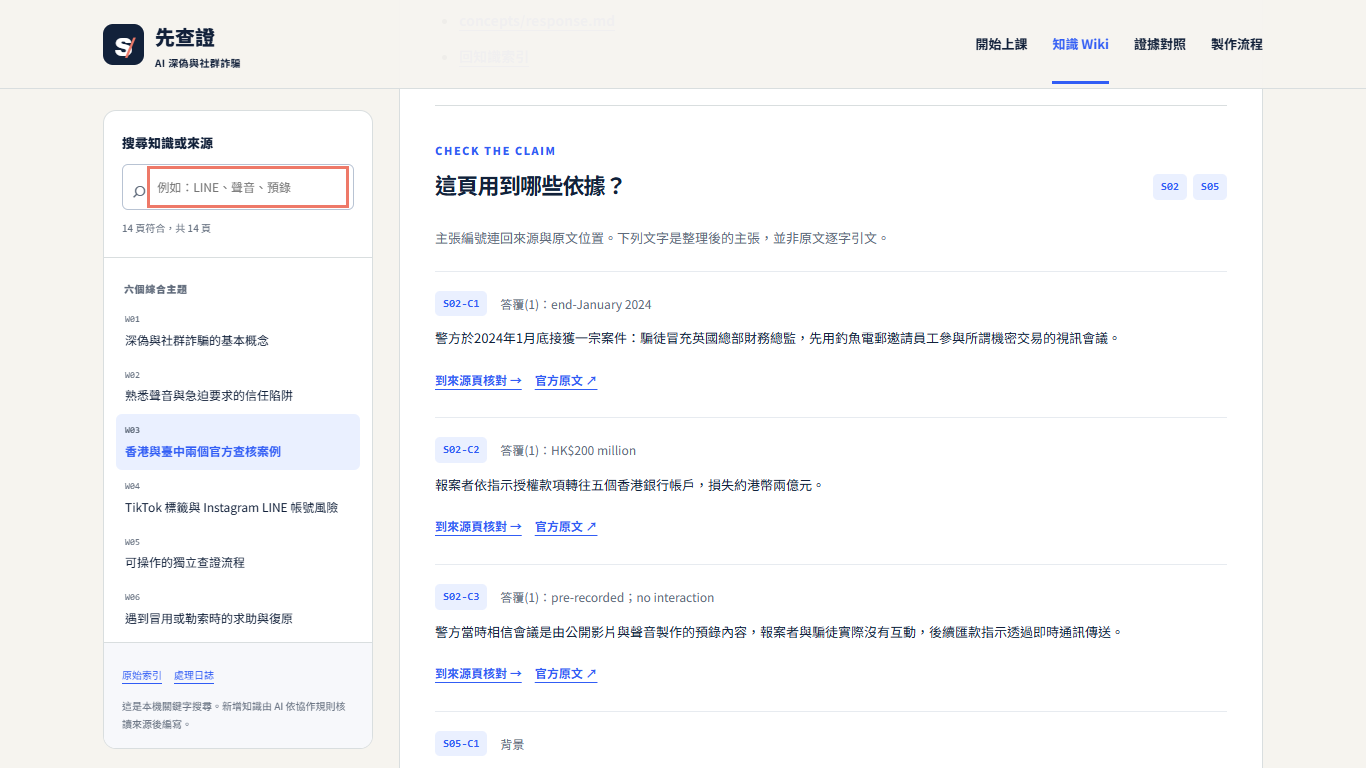 先查證
AI 深偽與社群詐騙
開始上課
知識 Wiki
證據對照
製作流程
concepts/response.md
回知識索引
搜尋知識或來源
例如：LINE、聲音、預錄
14 頁符合，共 14 頁
六個綜合主題
W01
深偽與社群詐騙的基本概念
W02
熟悉聲音與急迫要求的信任陷阱
W03
香港與臺中兩個官方查核案例
W04
TikTok 標籤與 Instagram LINE 帳號風險
W05
可操作的獨立查證流程
W06
遇到冒用或勒索時的求助與復原
原始索引 處理日誌
這是本機關鍵字搜尋。新增知識由 AI 依協作規則核
讀來源後編寫。
CHECK THE CLAIM
這頁用到哪些依據？
S02 S05
主張編號連回來源與原文位置。下列文字是整理後的主張，並非原文逐字引文。
S02-C1 答覆(1)：end-January 2024
警方於2024年1月底接獲一宗案件：騙徒冒充英國總部財務總監，先用釣魚電郵邀請員工參與所謂機密交易的視訊會議。
到來源頁核對 → 官方原文 ↗
S02-C2 答覆(1)：HK$200 million
報案者依指示授權款項轉往五個香港銀行帳戶，損失約港幣兩億元。
到來源頁核對 → 官方原文 ↗
S02-C3 答覆(1)：pre-recorded；no interaction
警方當時相信會議是由公開影片與聲音製作的預錄內容，報案者與騙徒實際沒有互動，後續匯款指示透過即時通訊傳送。
到來源頁核對 → 官方原文 ↗
S05-C1 背景